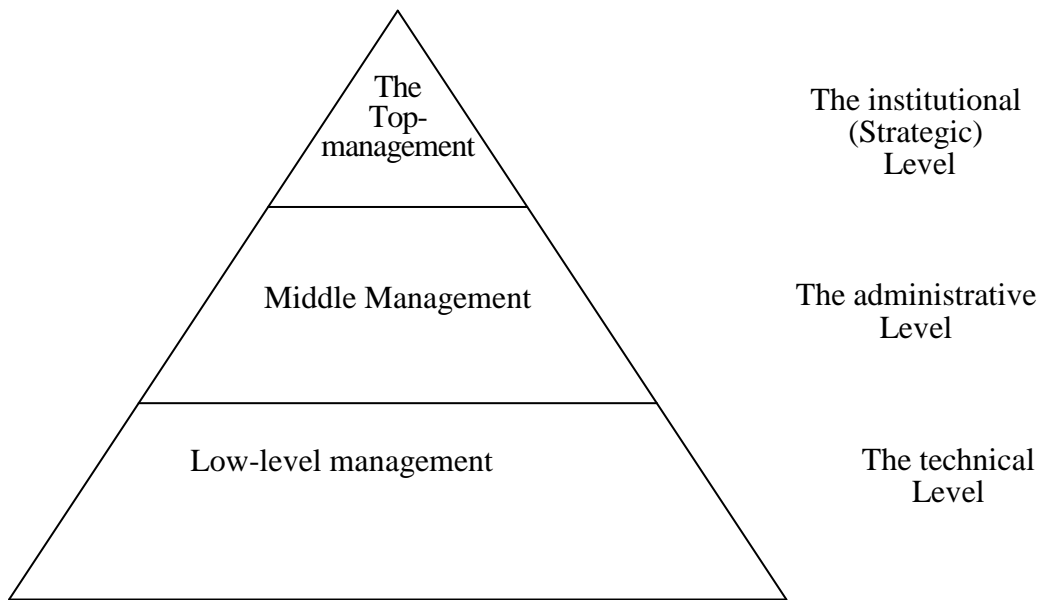 The
Top-
management
The institutional
(Strategic)
Level
Middle Management
The administrative
Level
Low-level management
The technical
Level